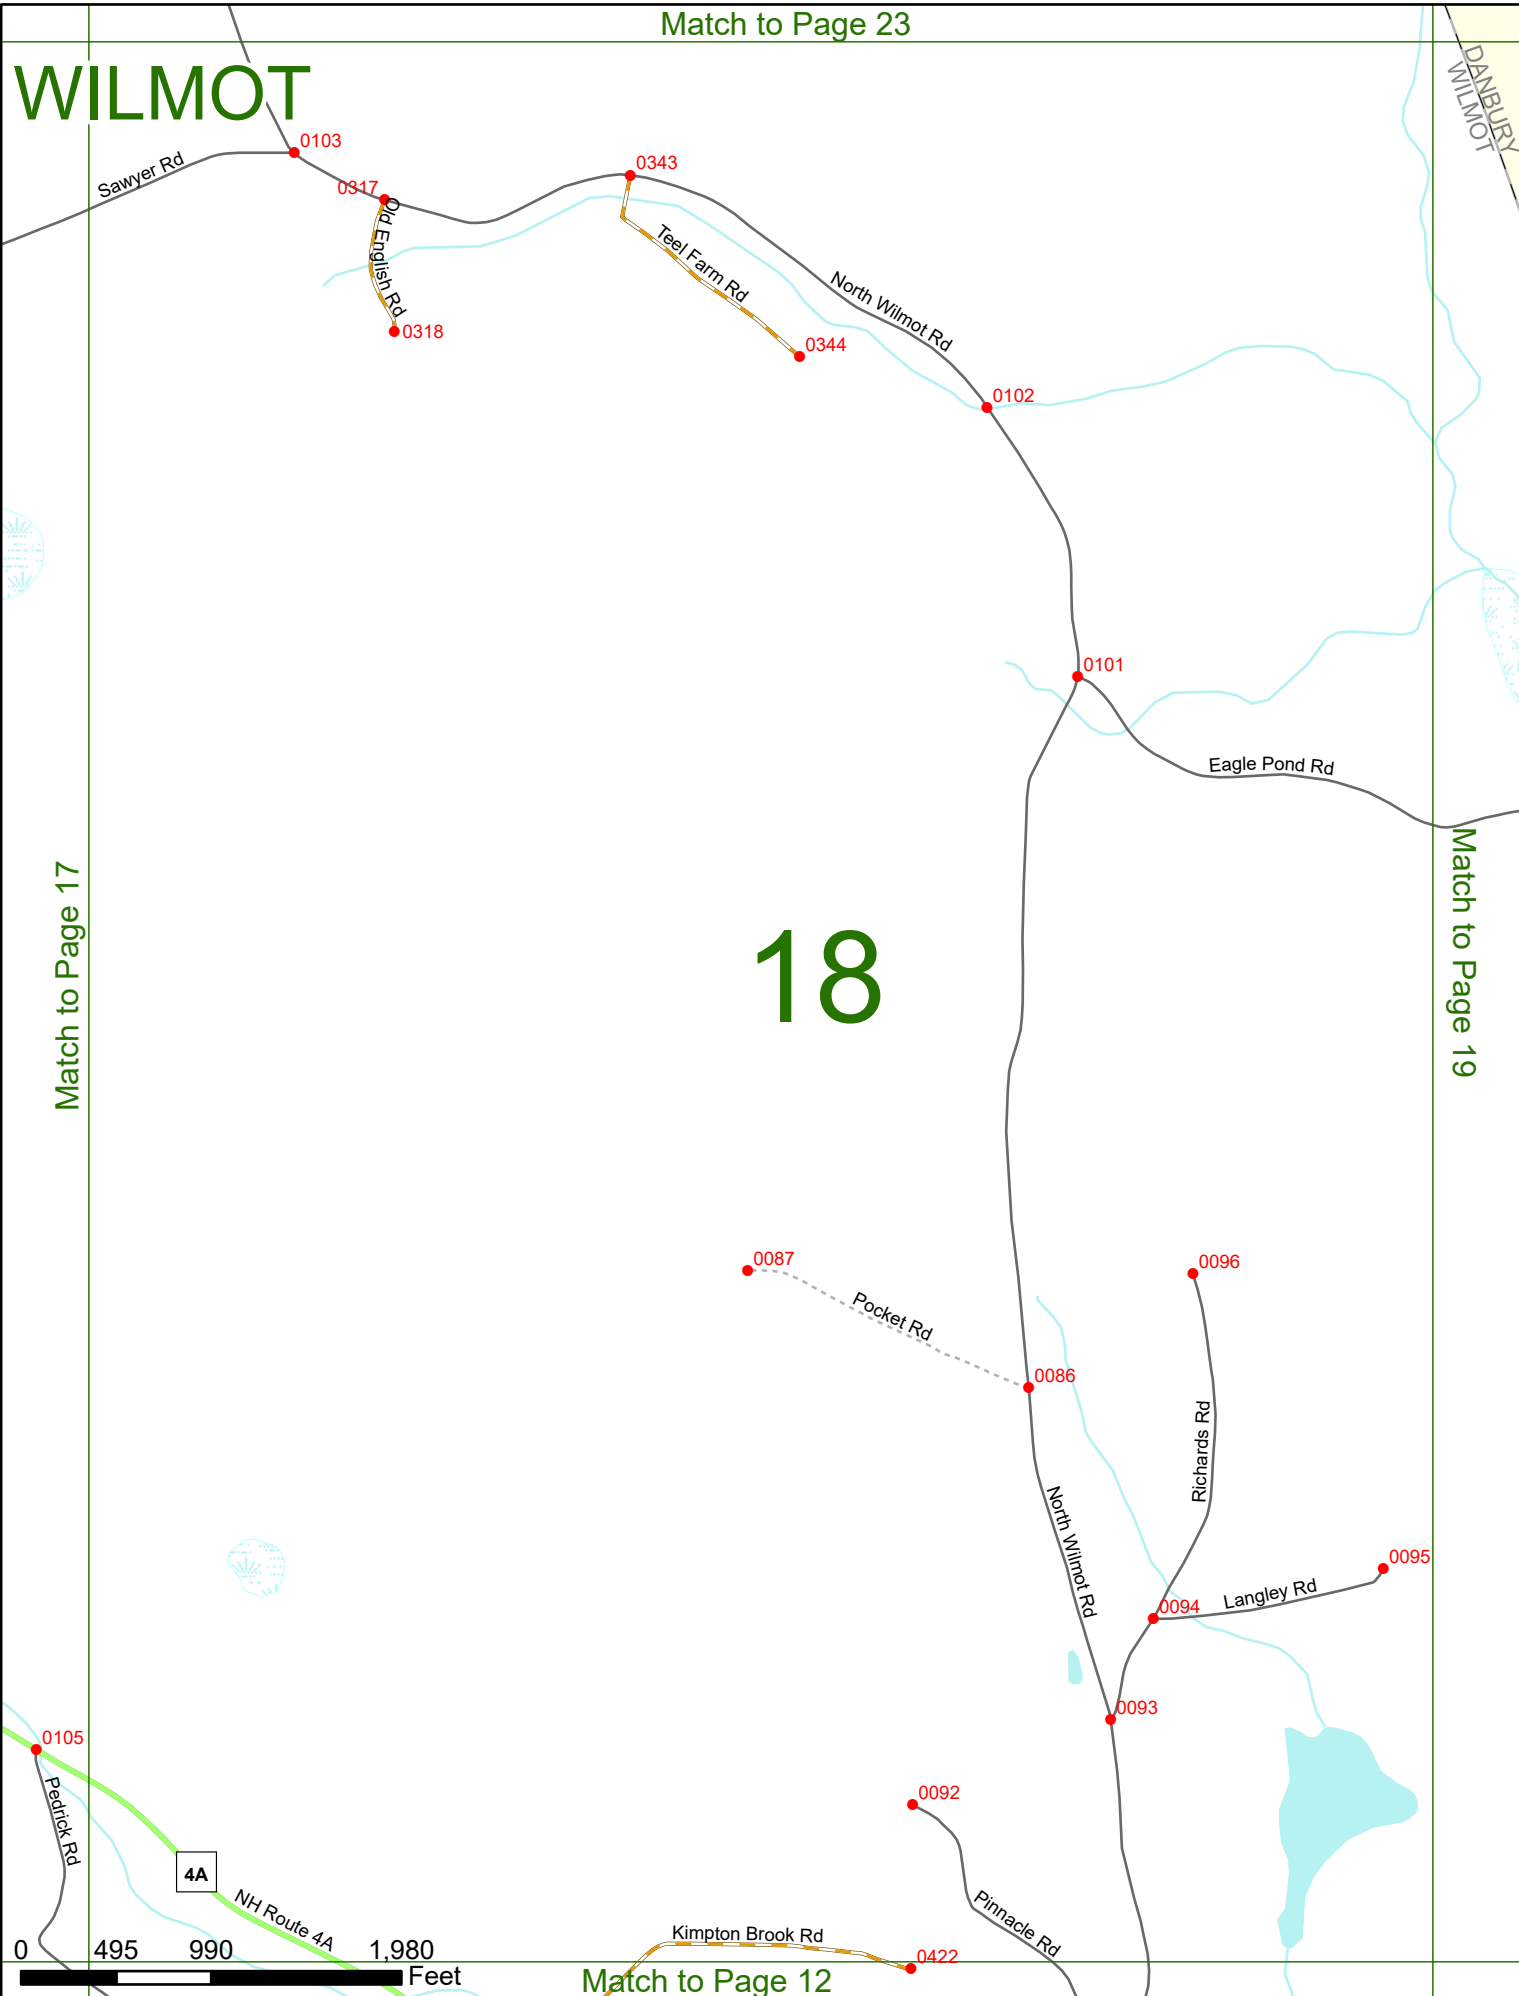 Match to Page 23
WILMOT
DANBURY
WILMOT
0103
Sawyer Rd
0317
0343
Old English Rd
Teel Farm Rd
North Wilmot Rd
0318
0344
0102
0101
Eagle Pond Rd
Match to Page 17
18
Match to Page 19
0087
0096
Pocket Rd
0086
Richards Rd
North Wilmot Rd
0095
Langley Rd
0094
0093
0105
Pedrick Rd
0092
4A
NH Route 4A
Pinnacle Rd
Kimpton Brook Rd
0422
0 495 990 1,980
Feet
Match to Page 12